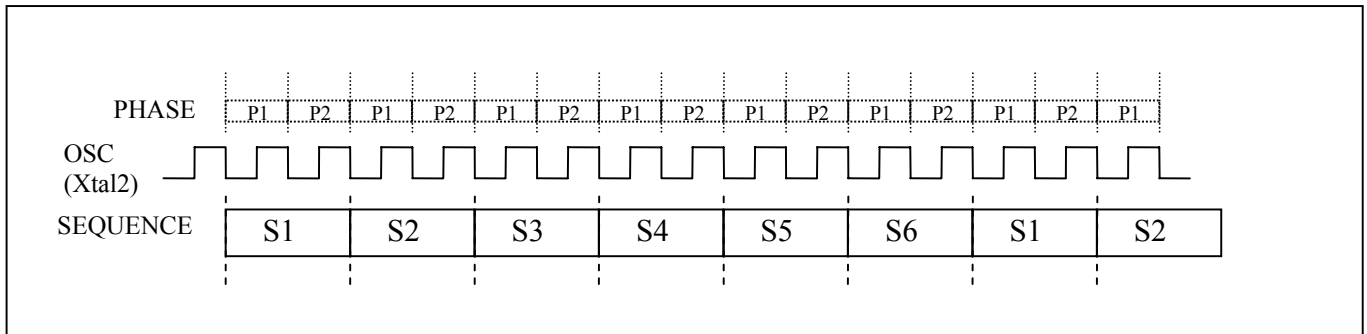 PHASE P1 P2 P1 P2 P1 P2 P1 P2 P1 P2 P1 P2 P1 P2 P1
OSC
(Xtal2)
SEQUENCE S1 S2 S3 S4 S5 S6 S1 S2